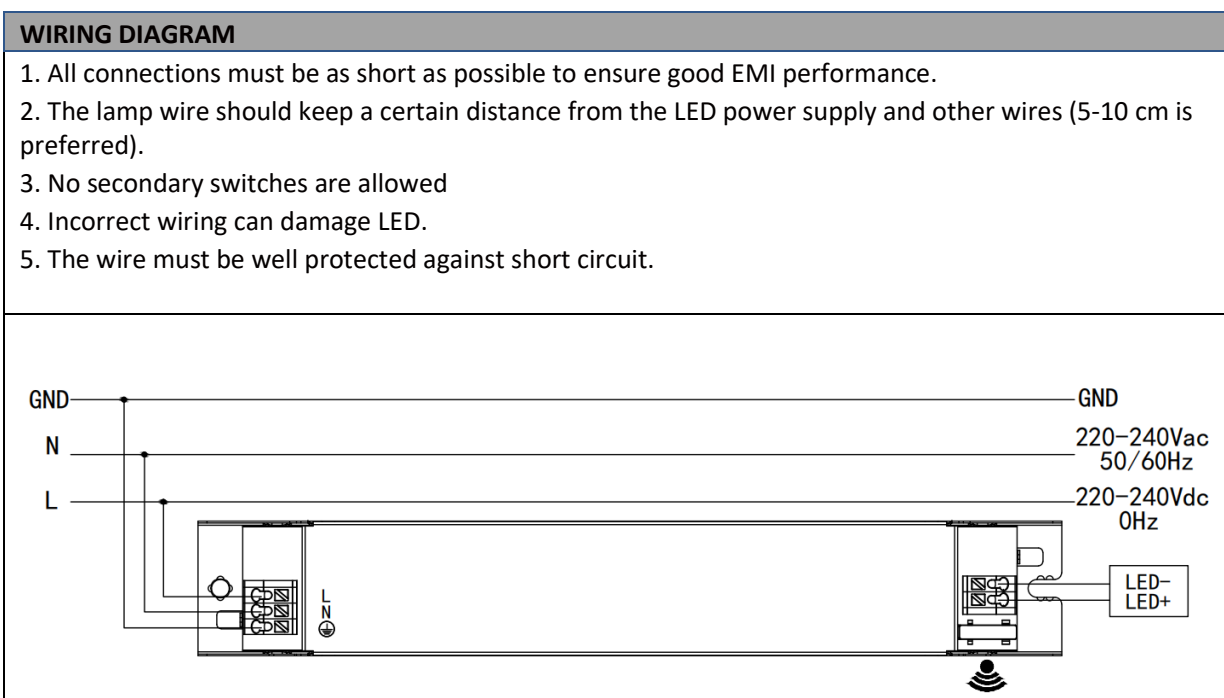 WIRING DIAGRAM
1. All connections must be as short as possible to ensure good EMI performance.
2. The lamp wire should keep a certain distance from the LED power supply and other wires (5-10 cm is
preferred).
3. No secondary switches are allowed
4. Incorrect wiring can damage LED.
5. The wire must be well protected against short circuit.
GND
GND
N
220-240Vac
50/60Hz
L
220-240Vdc
0Hz
L
N
LED-
LED+